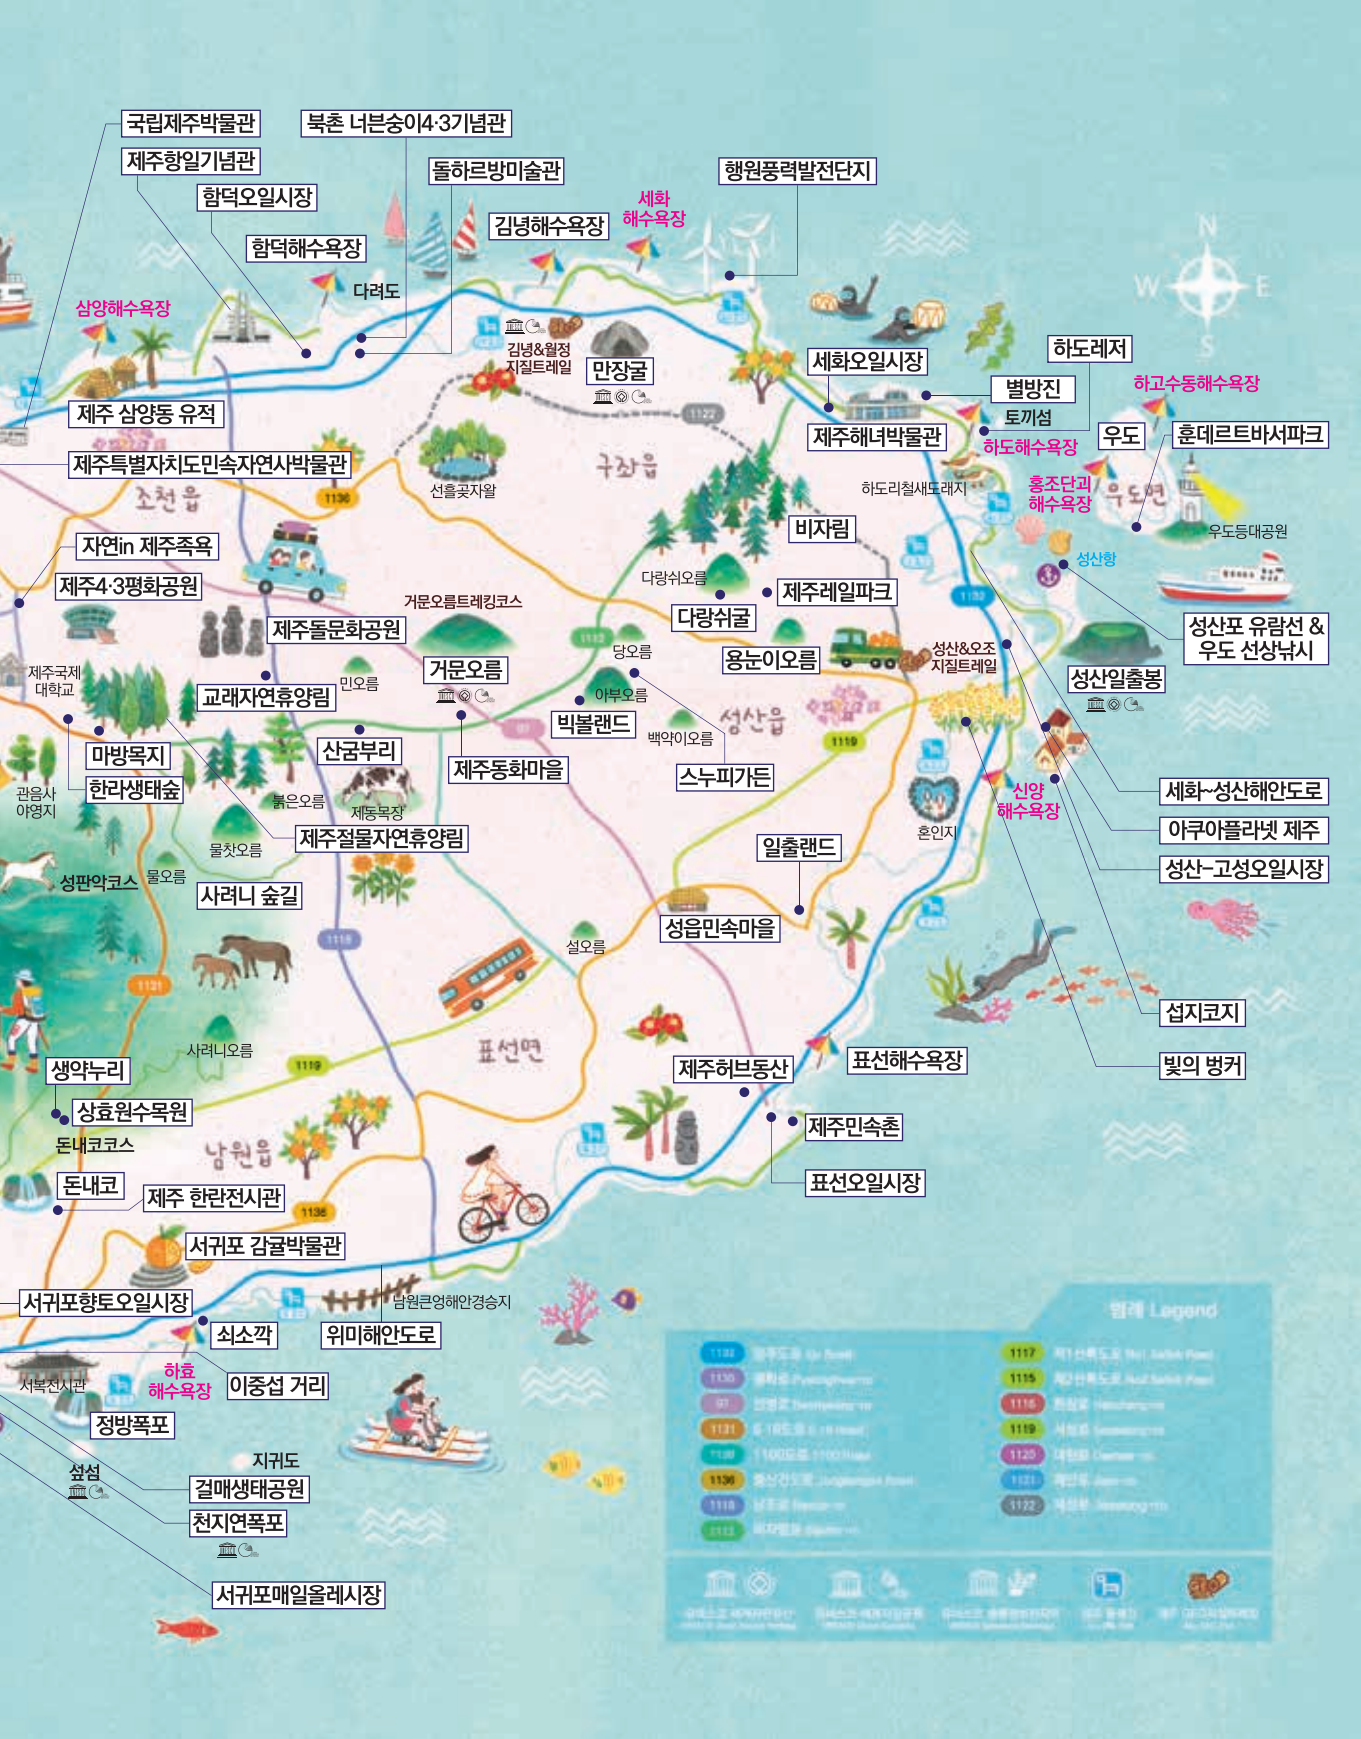 국립제주박물관
북촌 너븐숭이4·3기념관
제주항일기념관
돌하르방미술관
행원풍력발전단지
함덕오일시장
세화
해수욕장
김녕해수욕장
함덕해수욕장
다려도
삼양해수욕장
N
W
E
S
김녕&월정
지질트레일
만장굴
세화오일시장
하도레저
별방진
하고수동해수욕장
제주 삼양동 유적
1122
토끼섬
제주해녀박물관
하도해수욕장
우도
훈데르트바서파크
제주특별자치도민속자연사박물관
구좌읍
조천읍
1136
선흘곶자왈
하도리철새도래지
홍조단괴
해수욕장
우도면
비자림
우도등대공원
자연in 제주족욕
성산항
제주4·3평화공원
다랑쉬오름
제주레일파크
1132
거문오름트레킹코스
다랑쉬굴
제주돌문화공원
1112
성산포 유람선 &
우도 선상낚시
당오름
용눈이오름
성산&오조
지질트레일
거문오름
제주국제
대학교
민오름
성산일출봉
교래자연휴양림
아부오름
빅볼랜드
성산읍
97
백약이오름
1119
마방목지
산굼부리
제주동화마을
스누피가든
한라생태숲
관음사
야영지
붉은오름
제동목장
신양
해수욕장
세화~성산해안도로
혼인지
아쿠아플라넷 제주
제주절물자연휴양림
물찻오름
일출랜드
성산-고성오일시장
성판악코스
물오름
사려니 숲길
성읍민속마을
1118
설오름
1131
섭지코지
사려니오름
표선면
1119
생약누리
제주허브동산
표선해수욕장
빛의 벙커
상효원수목원
제주민속촌
돈내코코스
남원읍
돈내코
제주 한란전시관
표선오일시장
1136
서귀포 감귤박물관
서귀포향토오일시장
남원큰엉해안경승지
쇠소깍
위미해안도로
서복전시관
하효
해수욕장
이중섭 거리
정방폭포
섶섬
지귀도
걸매생태공원
천지연폭포
서귀포매일올레시장
범례 Legend
1132
1117
1115
97
1116
1131
1119
1120
1136
1118
1122
1112